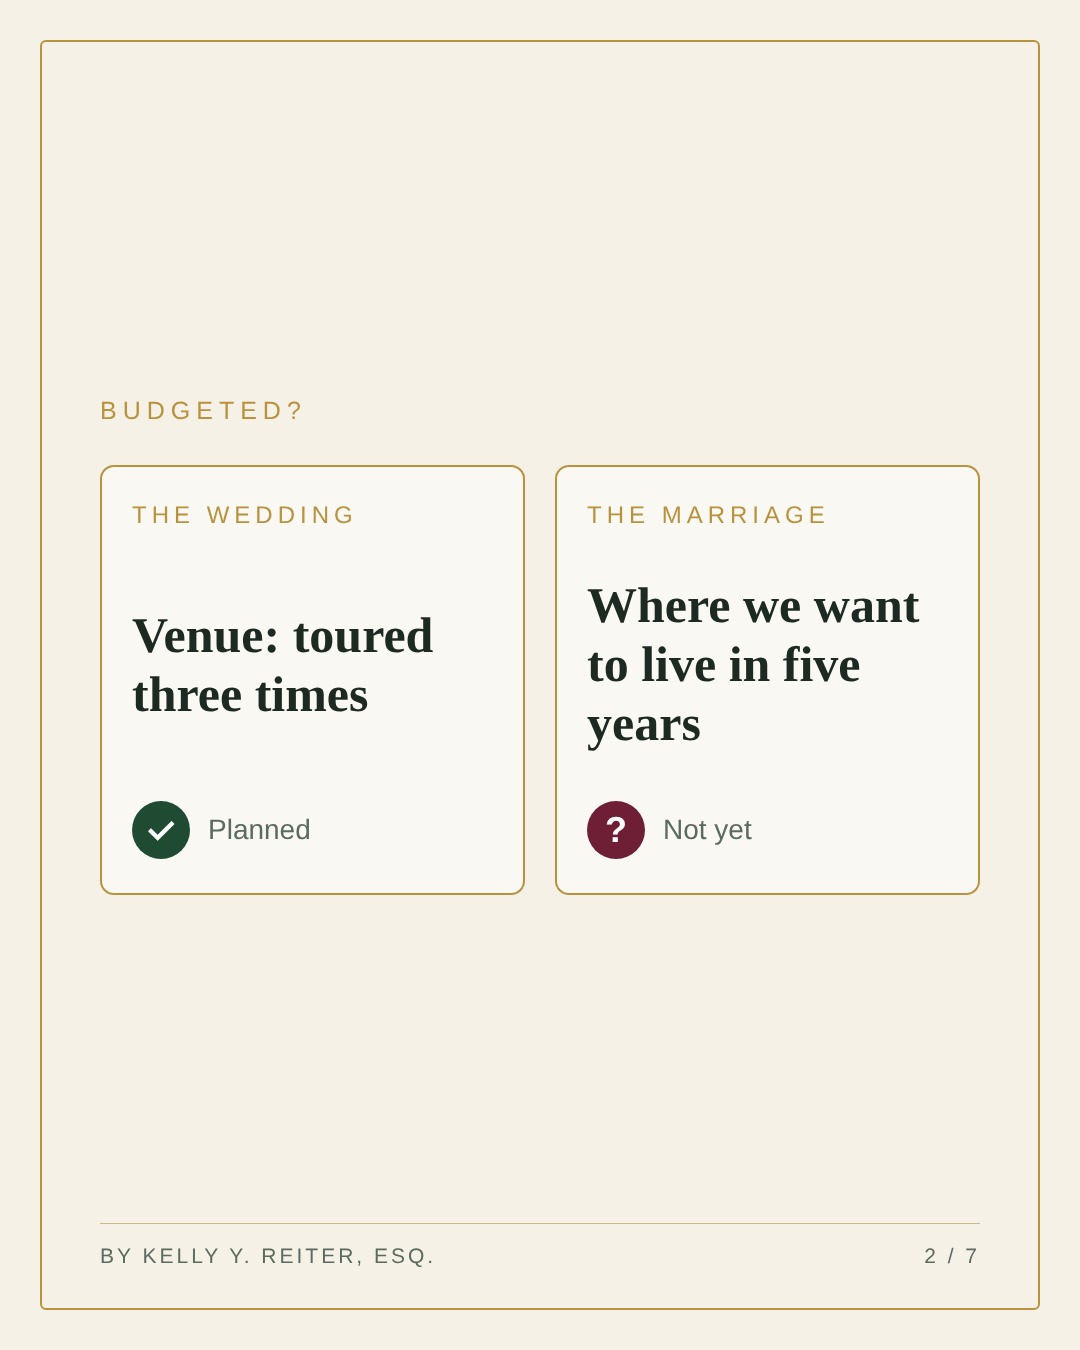 BUDGETED?
THE WEDDING
Venue: toured
three times
Planned
THE MARRIAGE
Where we want
to live in five
years
?
Not yet
BY KELLY Y. REITER, ESQ.
2 / 7